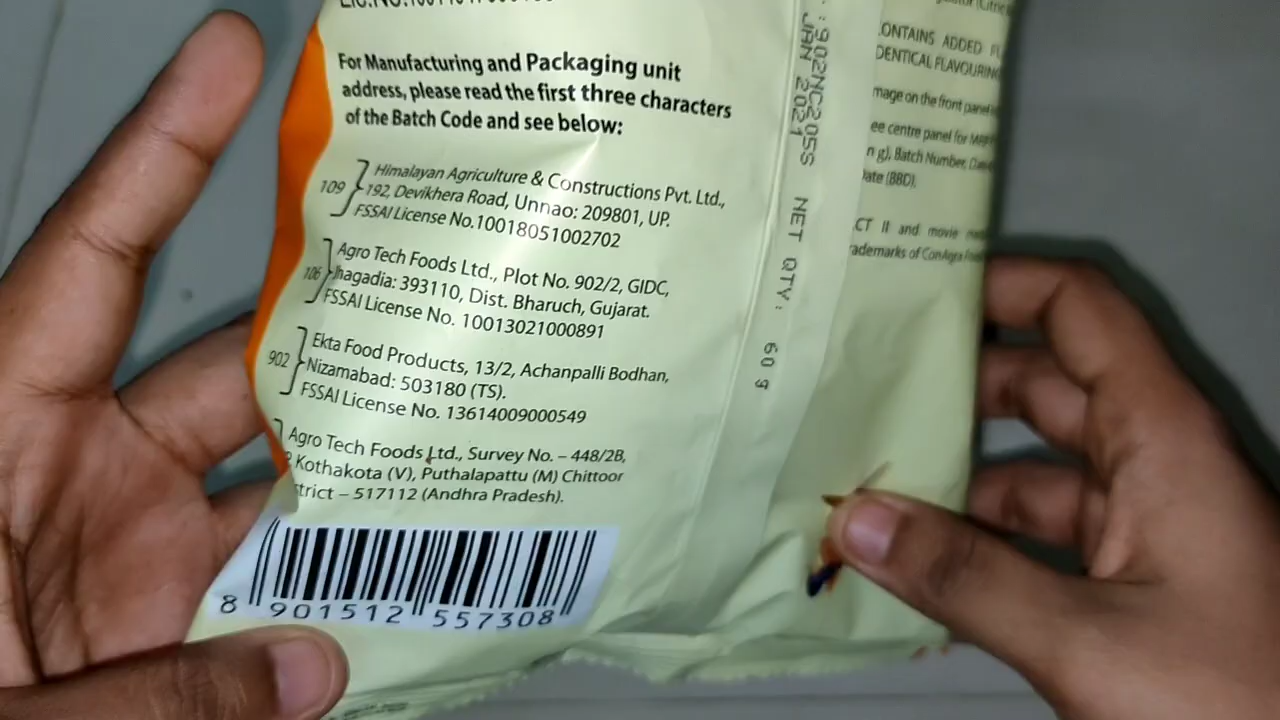 For Manufacturing and Packaging unit
address, please read the first three characters
of the Batch Code and see below:
109
Himalayan Agriculture & Constructions Pvt. Ltd.,
192, Devikhera Road, Unnao: 209801, UP.
FSSAI License No.10018051002702
106
Agro Tech Foods Ltd., Plot No. 902/2, GIDC,
Jhagadia: 393110, Dist. Bharuch, Gujarat.
FSSAI License No. 10013021000891
902
Ekta Food Products, 13/2, Achanpalli Bodhan,
Nizamabad: 503180 (TS).
FSSAI License No. 13614009000549
Agro Tech Foods Ltd., Survey No. – 448/2B,
Kothakota (V), Puthalapattu (M) Chittoor
trict – 517112 (Andhra Pradesh).
8 901512 557308
: 902NC205S NET QTY: 60 g
JAN 2021
ONTAINS ADDED
DENTICAL FLAVOURING
mage on the front panel
ee centre panel for
n g), Batch Number,
ate (BBD).
CT II and movie
ademarks of ConAgra